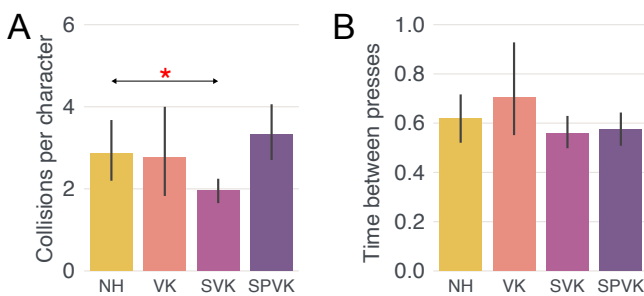 A
Collisions per character
6
4
2
0
*
NH VK SVK SPVK
B
Time between presses
1.0
0.8
0.6
0.4
0.2
0.0
NH VK SVK SPVK